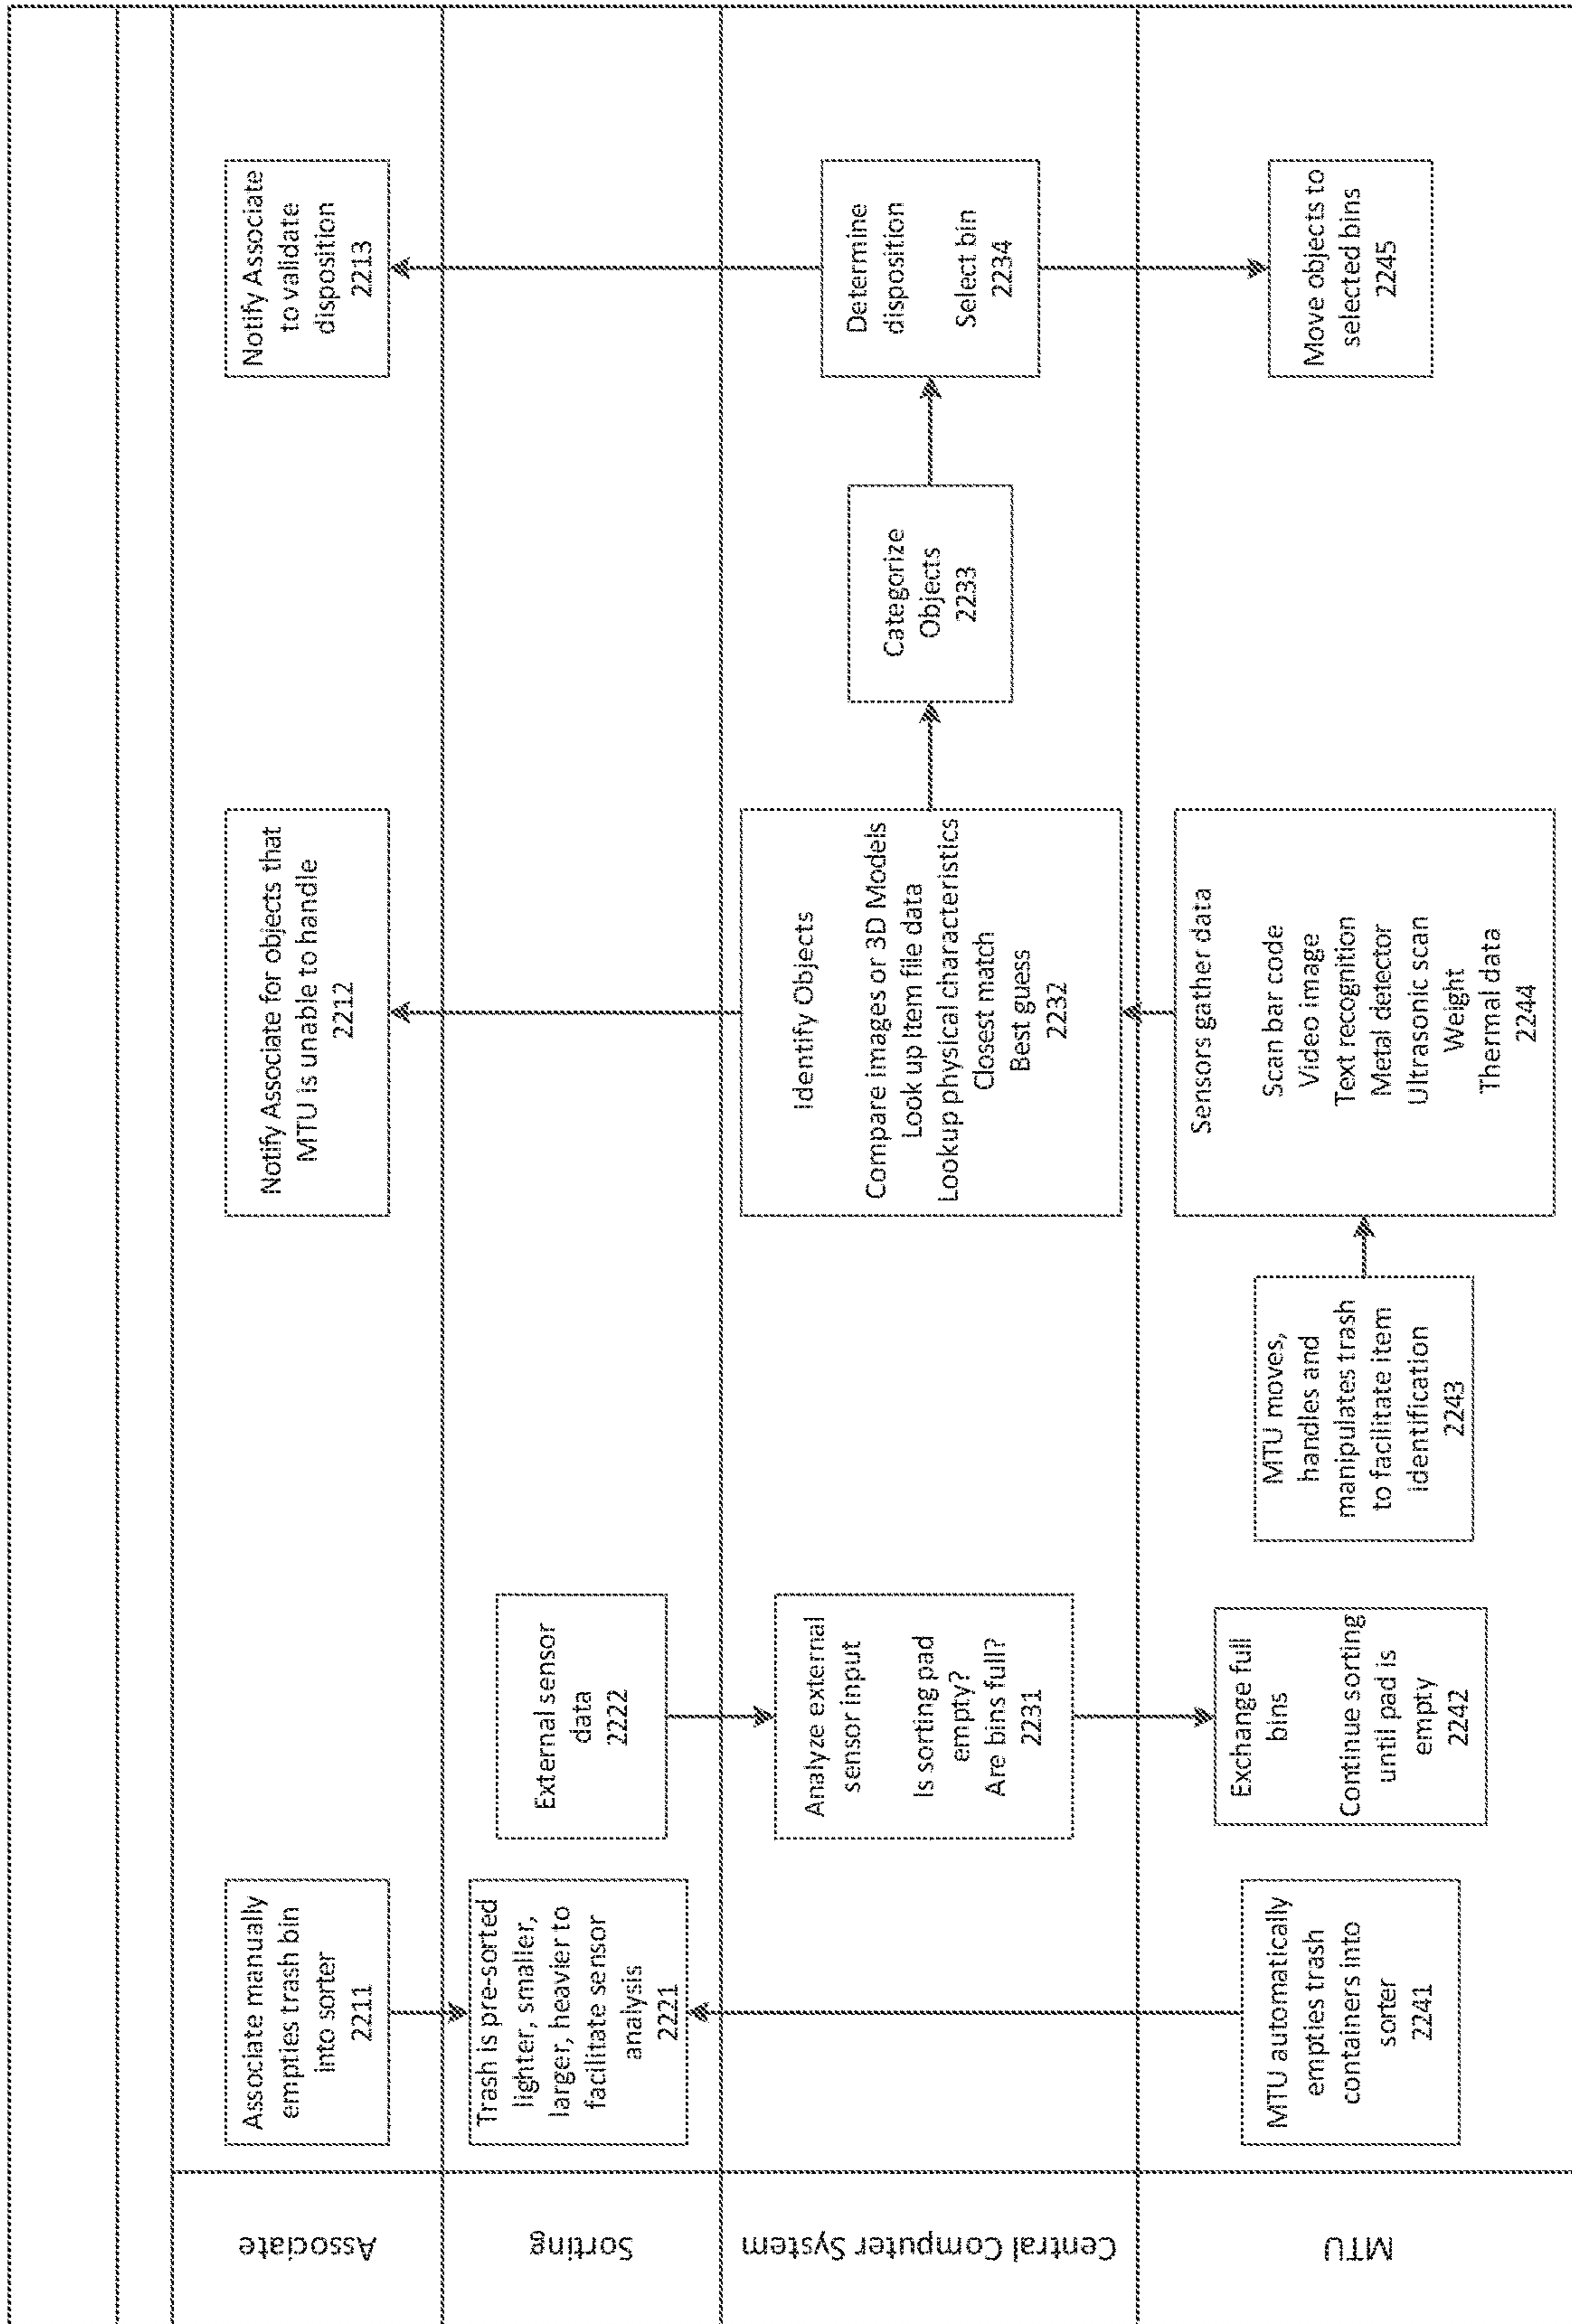 Associate
Associate manually
empties trash bin
into sorter
2211
Notify Associate for objects that
MTU is unable to handle
2212
Notify Associate
to validate
disposition
2213
Sorting
Trash is pre-sorted
lighter, smaller,
larger, heavier to
facilitate sensor
analysis
2221
External sensor
data
2222
Central Computer System
Analyze external
sensor input
Is sorting pad
empty?
Are bins full?
2231
Identify Objects
Compare images or 3D Models
Look up Item file data
Lookup physical characteristics
Closest match
Best guess
2232
Categorize
Objects
2233
Determine
disposition
Select bin
2234
MTU
MTU automatically
empties trash
containers into
sorter
2241
Exchange full
bins
Continue sorting
until pad is
empty
2242
MTU moves,
handles and
manipulates trash
to facilitate item
identification
2243
Sensors gather data
Scan bar code
Video image
Text recognition
Metal detector
Ultrasonic scan
Weight
Thermal data
2244
Move objects to
selected bins
2245